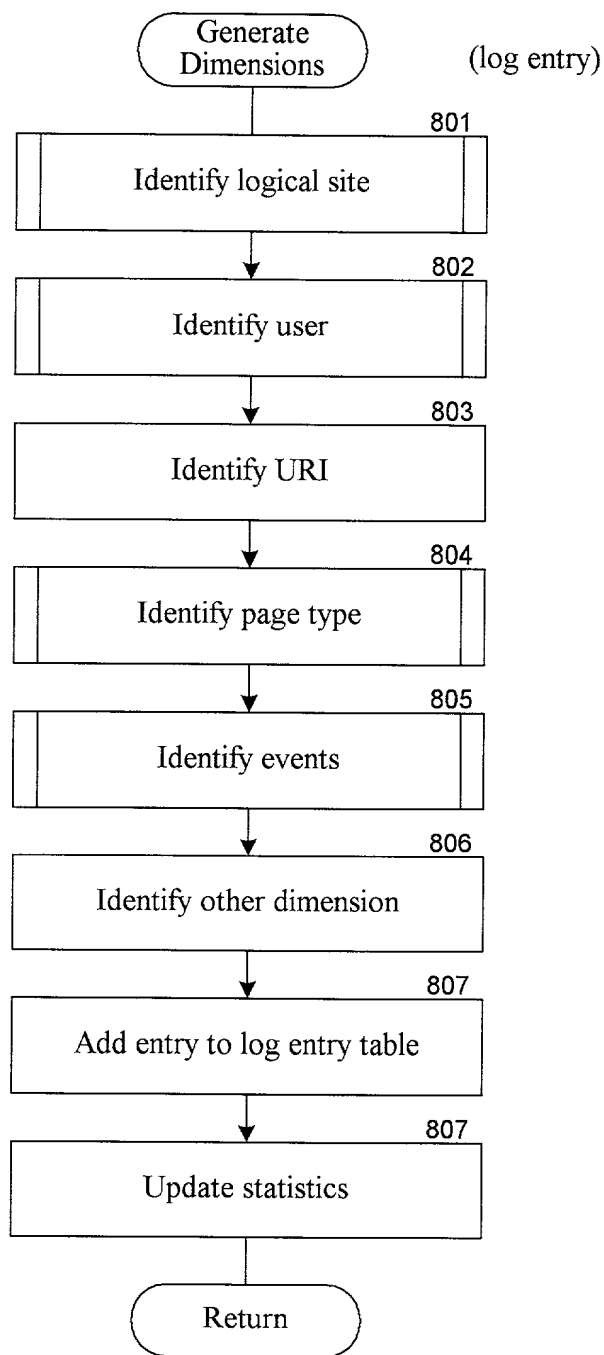 Generate
Dimensions
(log entry)
801
Identify logical site
802
Identify user
803
Identify URI
804
Identify page type
805
Identify events
806
Identify other dimension
807
Add entry to log entry table
807
Update statistics
Return